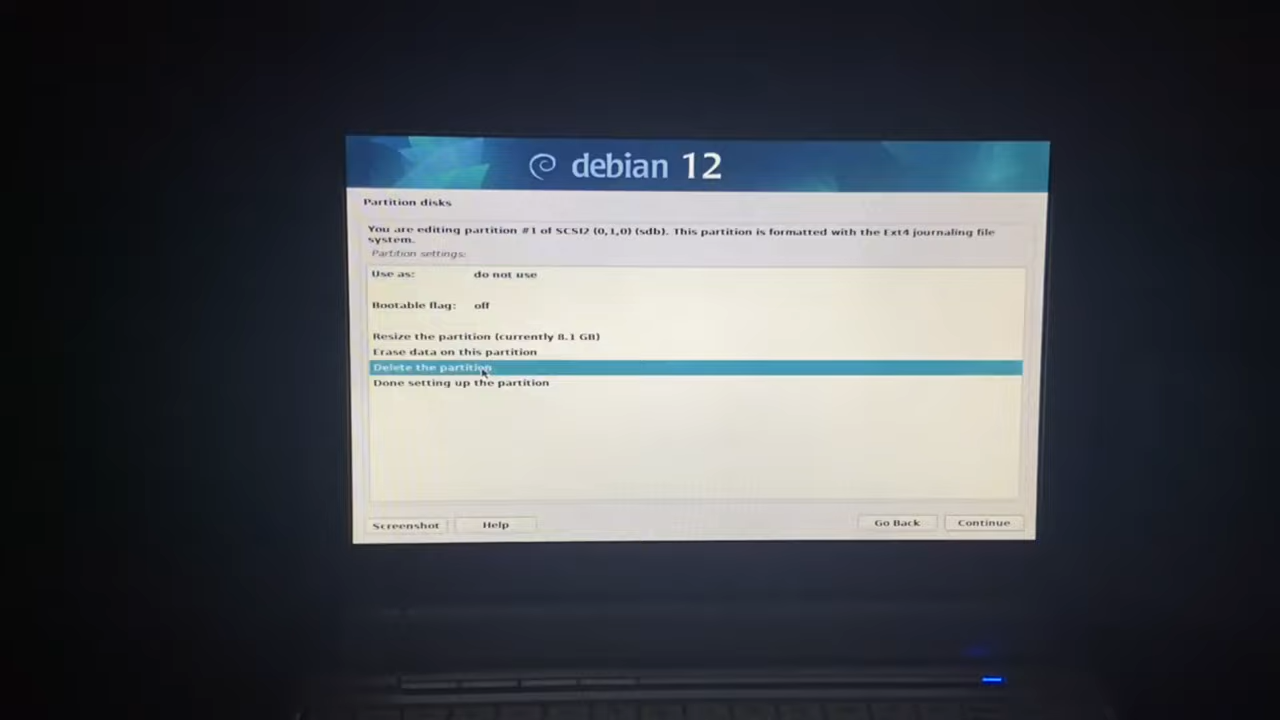 debian 12
Partition disks
You are editing partition #1 of SCSI2 (0,1,0) (sdb). This partition is formatted with the Ext4 journaling file
system.
Partition settings:
Use as: do not use
Bootable flag: off
Resize the partition (currently 8.1 GB)
Erase data on this partition
Delete the partition
Done setting up the partition
Screenshot Help Go Back Continue